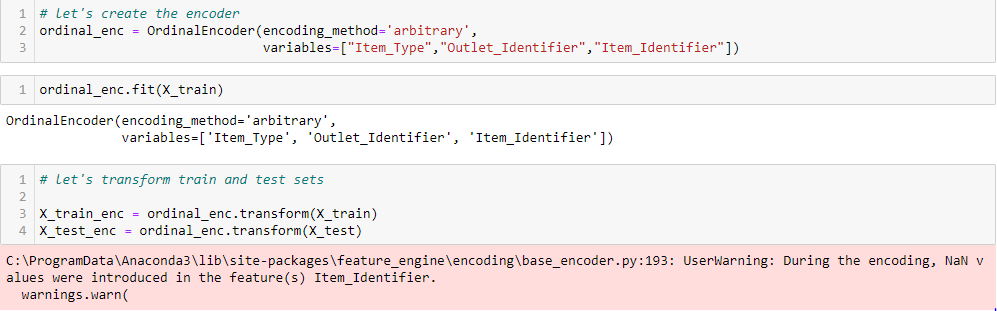 1 # let's create the encoder
2 ordinal_enc = OrdinalEncoder(encoding_method='arbitrary',
3 variables=["Item_Type","Outlet_Identifier","Item_Identifier"])
1 ordinal_enc.fit(X_train)
OrdinalEncoder(encoding_method='arbitrary',
variables=['Item_Type', 'Outlet_Identifier', 'Item_Identifier'])
1 # let's transform train and test sets
2
3 X_train_enc = ordinal_enc.transform(X_train)
4 X_test_enc = ordinal_enc.transform(X_test)
C:\ProgramData\Anaconda3\lib\site-packages\feature_engine\encoding\base_encoder.py:193: UserWarning: During the encoding, NaN v
alues were introduced in the feature(s) Item_Identifier.
warnings.warn(